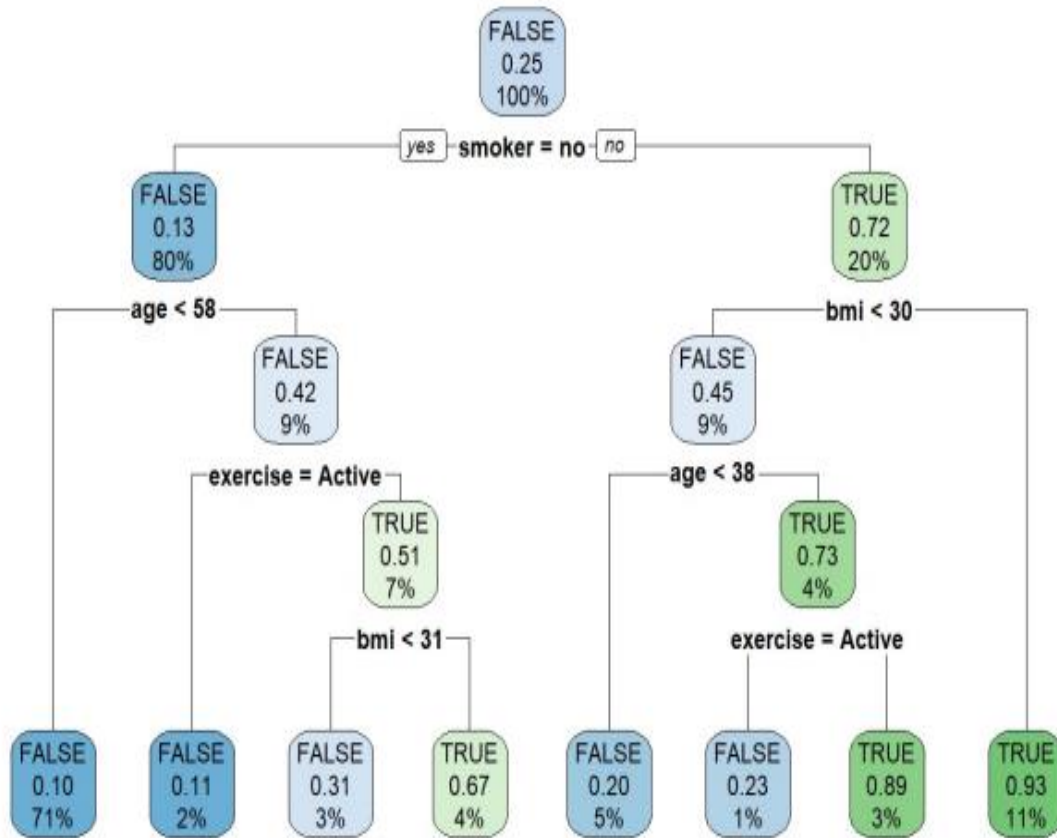 FALSE
0.25
100%
yes smoker = no no
FALSE
0.13
80%
TRUE
0.72
20%
age < 58
bmi < 30
FALSE
0.42
9%
FALSE
0.45
9%
exercise = Active
age < 38
TRUE
0.51
7%
TRUE
0.73
4%
bmi < 31
exercise = Active
FALSE
0.10
71%
FALSE
0.11
2%
FALSE
0.31
3%
TRUE
0.67
4%
FALSE
0.20
5%
FALSE
0.23
1%
TRUE
0.89
3%
TRUE
0.93
11%